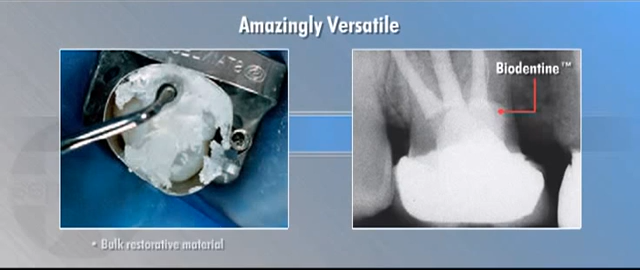 Amazingly Versatile
Biodentine™
• Bulk restorative material